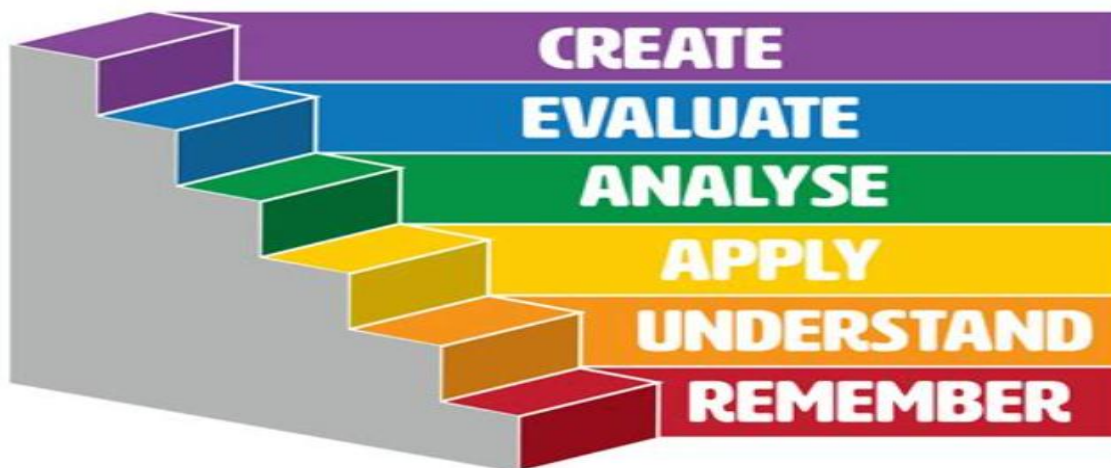 CREATE
EVALUATE
ANALYSE
APPLY
UNDERSTAND
REMEMBER